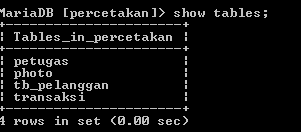 MariaDB [percetakan]> show tables;
+----------------------+
| Tables_in_percetakan |
+----------------------+
| petugas              |
| photo                |
| tb_pelanggan         |
| transaksi            |
+----------------------+
4 rows in set (0.00 sec)